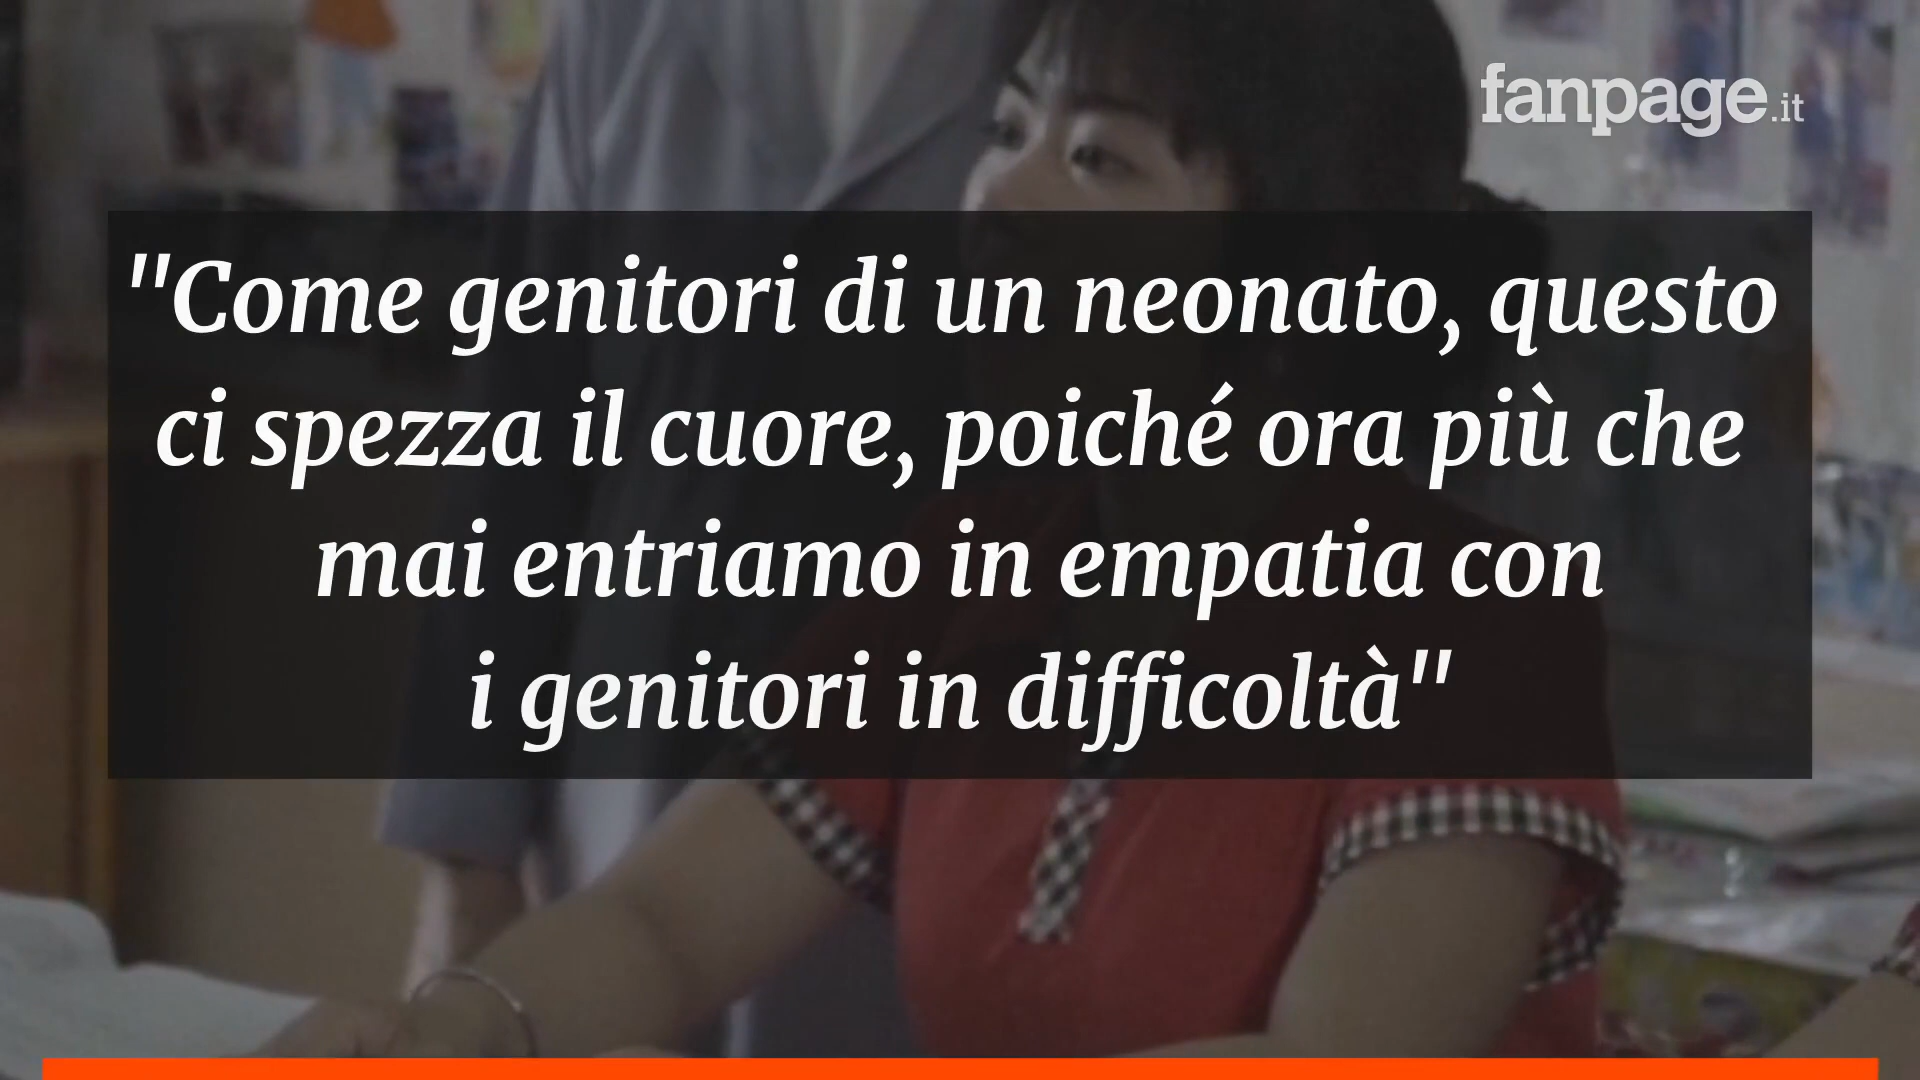 fanpage.it
"Come genitori di un neonato, questo
ci spezza il cuore, poiché ora più che
mai entriamo in empatia con
i genitori in difficoltà"